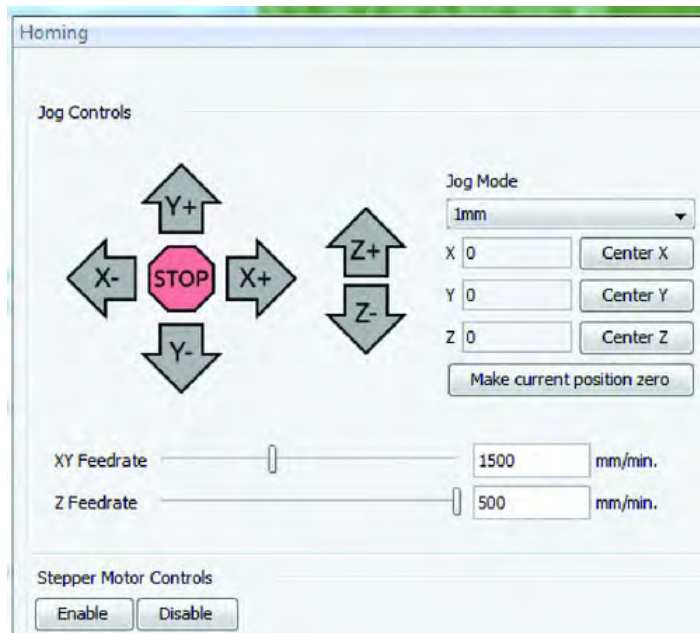 Homing
Jog Controls
Y+
X-
STOP
X+
Y-
Z+
Z-
Jog Mode
1mm
X 0 Center X
Y 0 Center Y
Z 0 Center Z
Make current position zero
XY Feedrate 1500 mm/min.
Z Feedrate 500 mm/min.
Stepper Motor Controls
Enable Disable